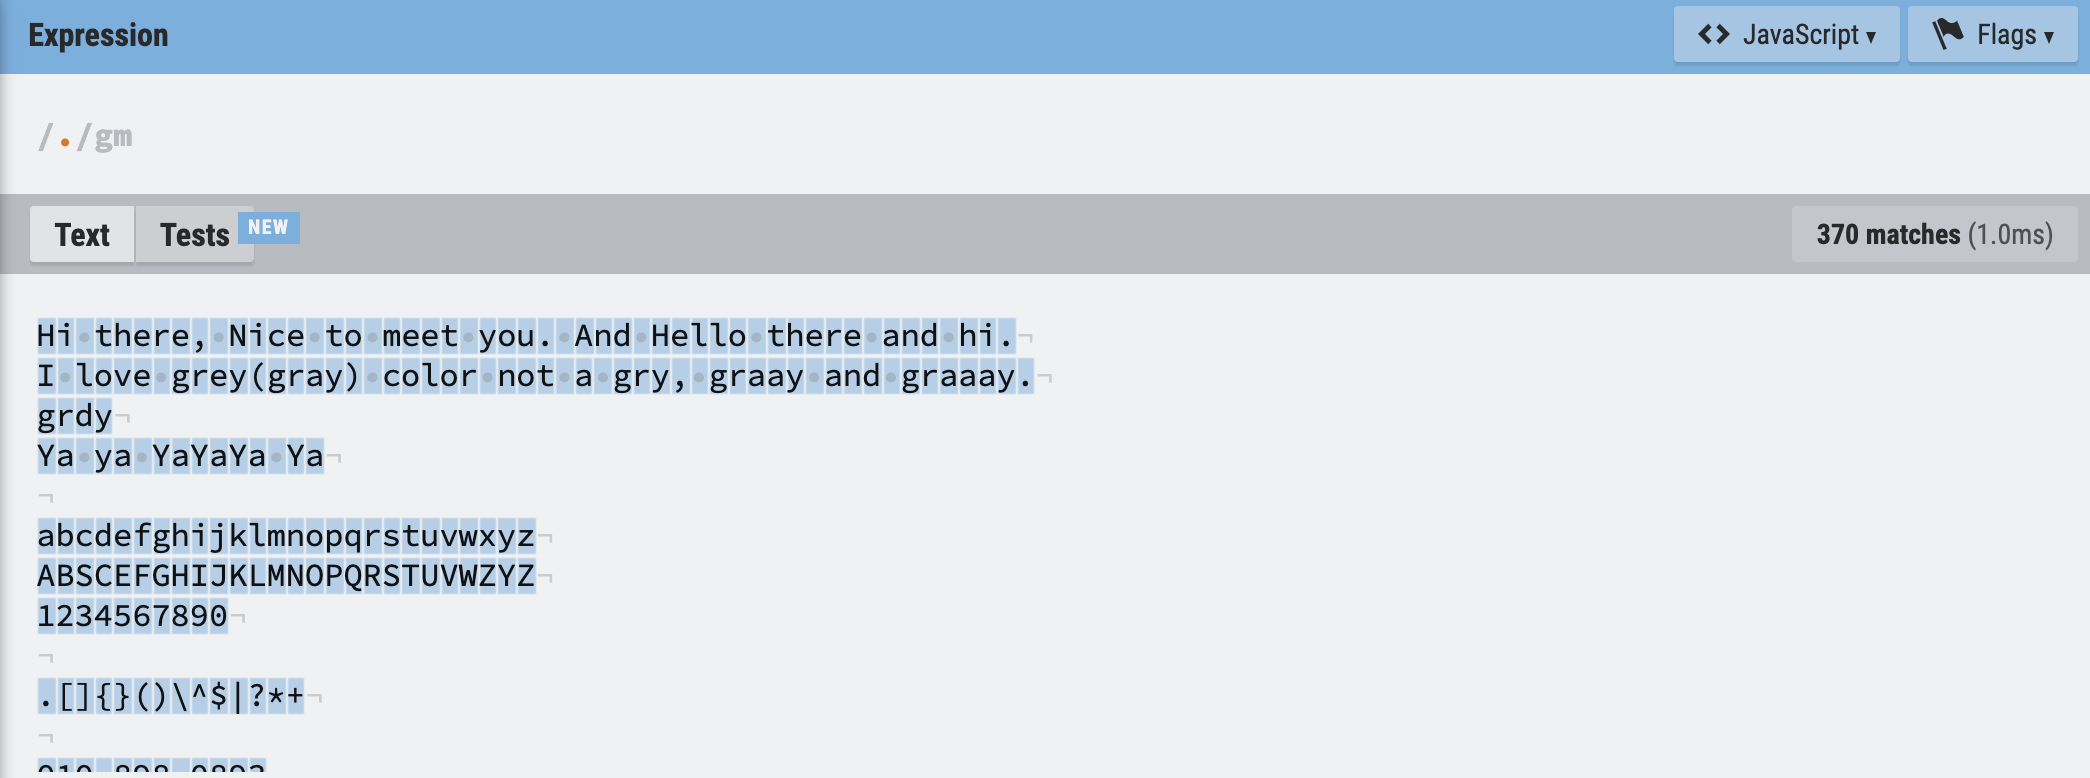 Expression
<> JavaScript ▾
Flags ▾
/./gm
Text
Tests
NEW
370 matches (1.0ms)
Hi there, Nice to meet you. And Hello there and hi.
I love grey(gray) color not a gry, graay and graaay.
grdy
Ya ya YaYaYa Ya
abcdefghijklmnopqrstuvwxyz
ABSCEFGHIJKLMNOPQRSTUVWZYZ
1234567890
.[]{}()\^$|?*+